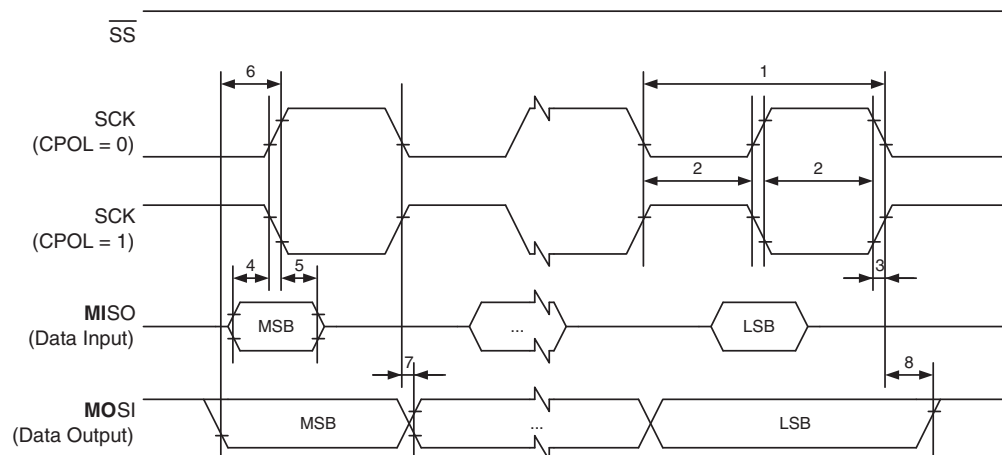 SS
6
1
SCK
(CPOL = 0)
2
2
SCK
(CPOL = 1)
4
5
3
MISO
(Data Input)
MSB
...
LSB
7
8
MOSI
(Data Output)
MSB
...
LSB